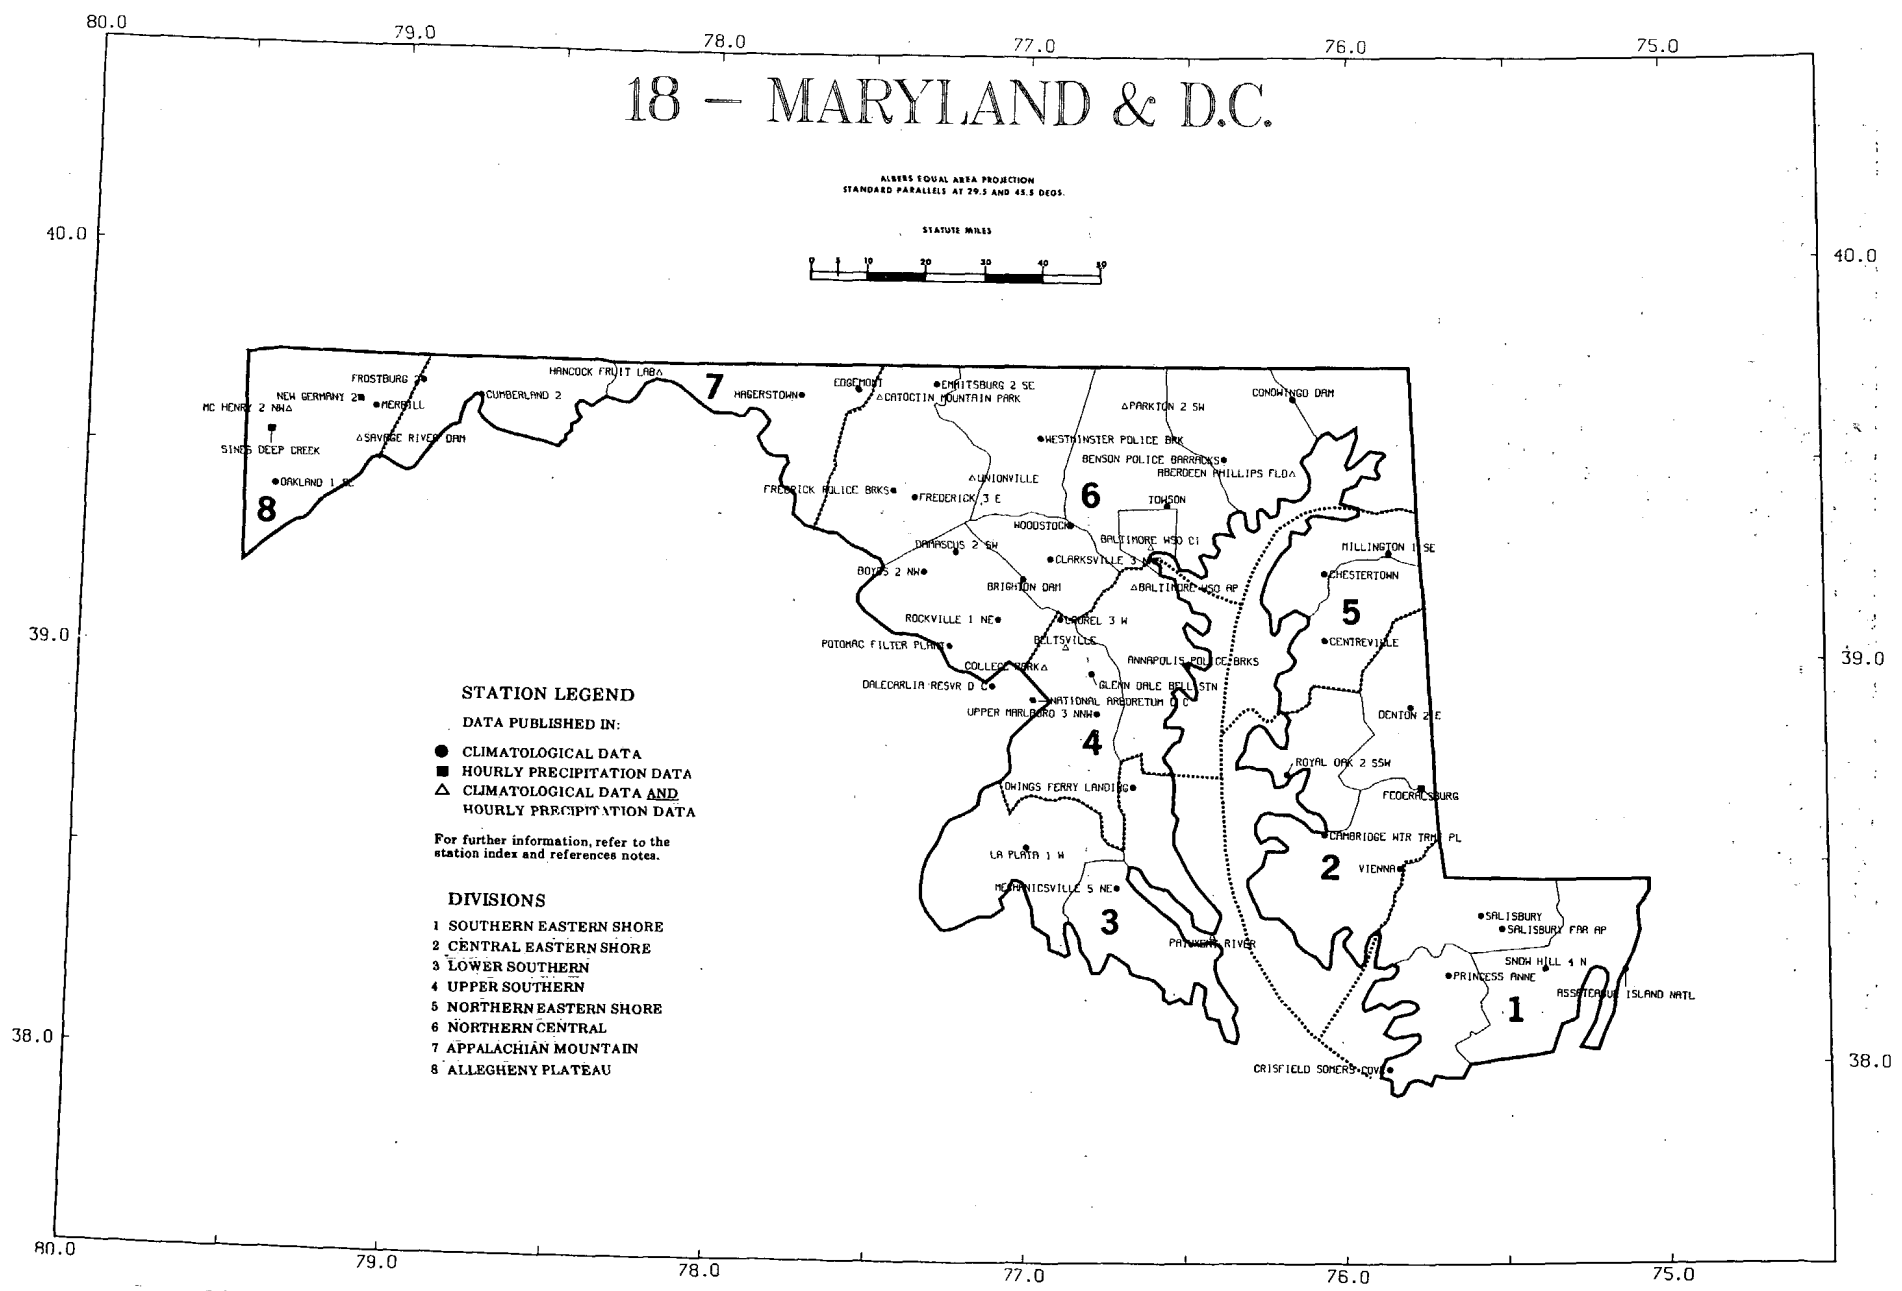 80.0
79.0
78.0
77.0
76.0
75.0
18 – MARYLAND & D.C.
ALBERS EQUAL AREA PROJECTION
STANDARD PARALLELS AT 29.5 AND 45.5 DEGS.
STATUTE MILES
0 5 10 20 30 40 50
40.0
40.0
HANCOCK FRUIT LAB
7
FROSTBURG 2
EDGEMONT
EMMITSBURG 2 SE
NEW GERMANY 2
MERRILL
CUMBERLAND 2
HAGERSTOWN
CATOCTIN MOUNTAIN PARK
CONOWINGO DAM
MC HENRY 2 NW
PARKTON 2 SW
SAVAGE RIVER DAM
WESTMINSTER POLICE BRK
SINES DEEP CREEK
BENSON POLICE BARRACKS
ABERDEEN PHILLIPS FLD
OAKLAND 1 SE
UNIONVILLE
8
FREDRICK POLICE BRKS
FREDERICK 3 E
6
TOWSON
WOODSTOCK
DAMASCUS 2 SW
BALTIMORE WSO CI
MILLINGTON 1 SE
BOYDS 2 NW
CLARKSVILLE 3 NNE
CHESTERTOWN
BRIGHTON DAM
BALTIMORE WSO AP
5
ROCKVILLE 1 NE
LAUREL 3 W
39.0
POTOMAC FILTER PLANT
BELTSVILLE
CENTREVILLE
39.0
COLLEGE PARK
ANNAPOLIS POLICE BRKS
DALECARLIA RESVR D C
GLENN DALE BELL STN
NATIONAL ARBORETUM D C
UPPER MARLBORO 3 NNW
DENTON 2 E
4
ROYAL OAK 2 SSW
OWINGS FERRY LANDING
FEDERALSBURG
CAMBRIDGE WTR TRMT PL
LA PLATA 1 W
2
VIENNA
MECHANICSVILLE 5 NE
3
SALISBURY
SALISBURY FAA AP
PATUXENT RIVER
SNOW HILL 4 N
PRINCESS ANNE
ASSATEAGUE ISLAND NATL
1
CRISFIELD SOMERS COVE
STATION LEGEND
DATA PUBLISHED IN:
CLIMATOLOGICAL DATA
HOURLY PRECIPITATION DATA
CLIMATOLOGICAL DATA AND
HOURLY PRECIPITATION DATA
For further information, refer to the
station index and references notes.
DIVISIONS
1 SOUTHERN EASTERN SHORE
2 CENTRAL EASTERN SHORE
3 LOWER SOUTHERN
4 UPPER SOUTHERN
5 NORTHERN EASTERN SHORE
6 NORTHERN CENTRAL
7 APPALACHIAN MOUNTAIN
8 ALLEGHENY PLATEAU
38.0
38.0
80.0
79.0
78.0
77.0
76.0
75.0